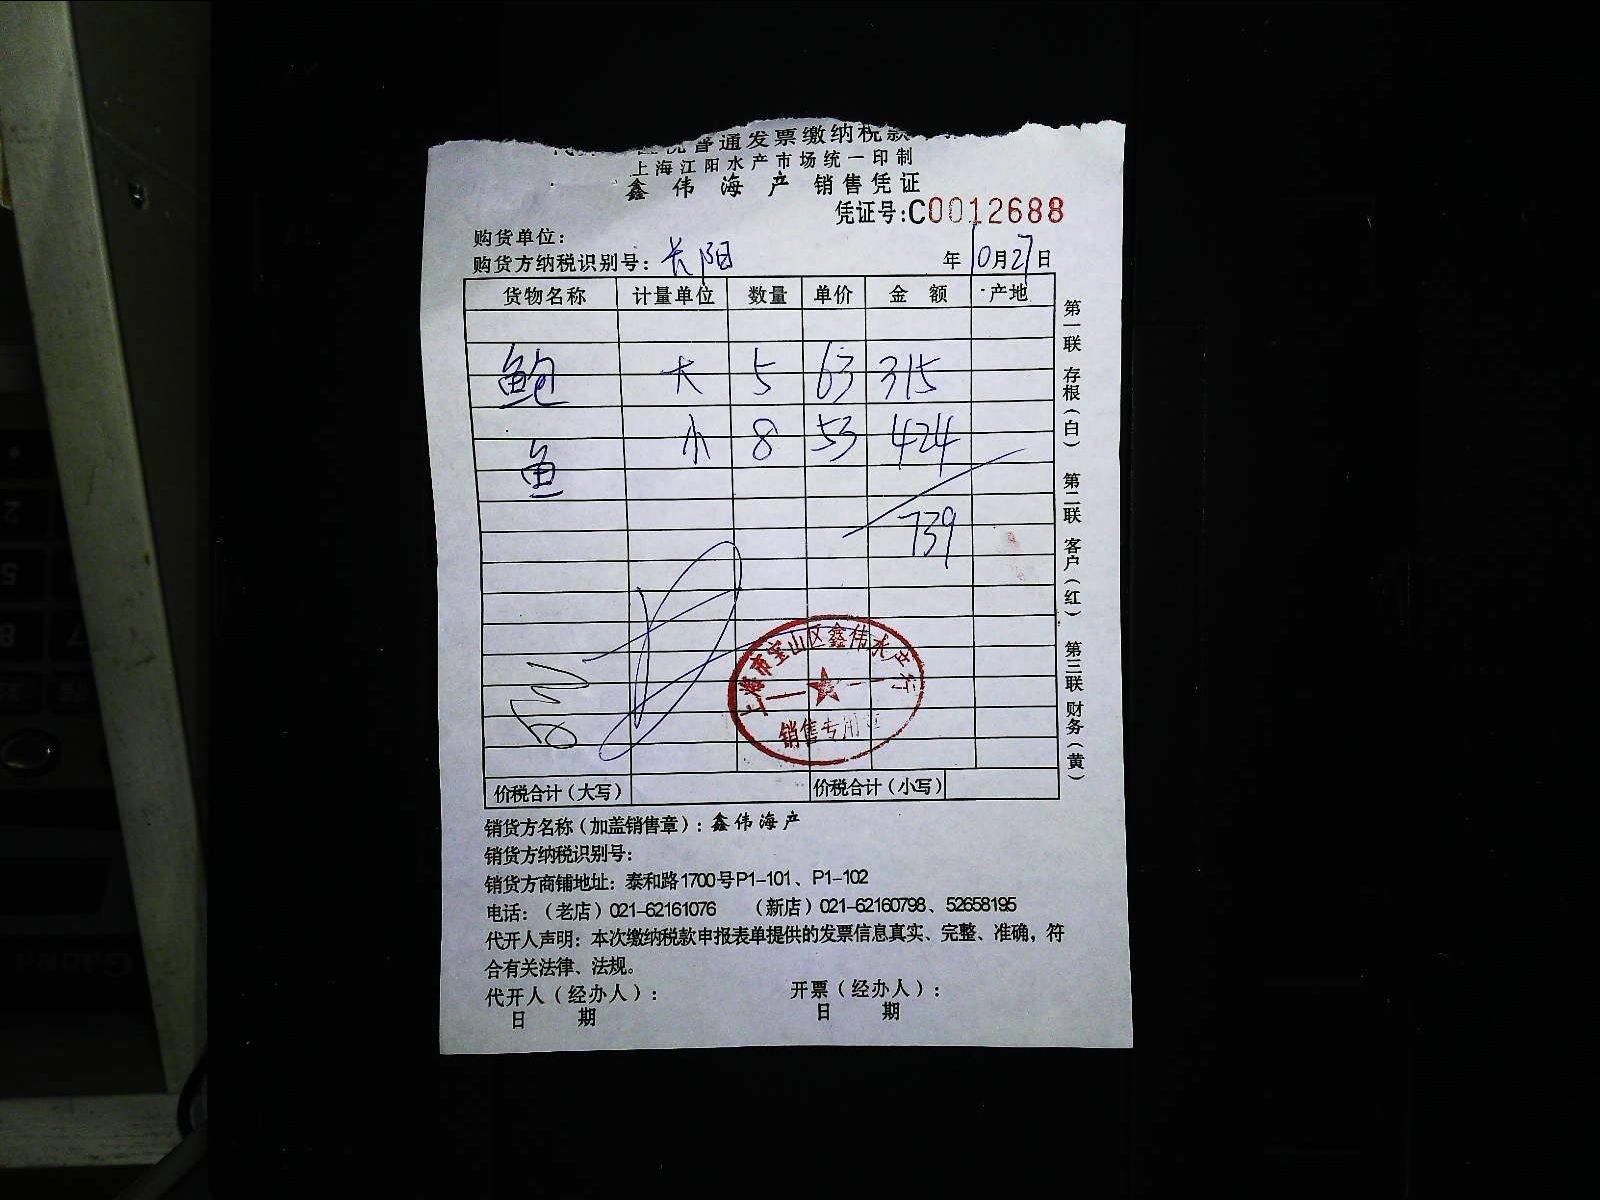 普通发票缴纳税款
上海江阳水产市场统一印制
鑫伟海产 销售凭证
凭证号:C0012688
购货单位:
购货方纳税识别号: 长阳 年10月27日
货物名称 计量单位 数量 单价 金额 产地
鲍 大 5 63 315
小 8 53 424
鱼
739
上海市宝山区鑫伟水产行
销售专用章
价税合计(大写) 价税合计(小写)
第一联 存根(白) 第二联 客户(红) 第三联 财务(黄)
销货方名称(加盖销售章):鑫伟海产
销货方纳税识别号:
销货方商铺地址:泰和路1700号P1-101、P1-102
电话:(老店)021-62161076 (新店)021-62160798、52658195
代开人声明:本次缴纳税款申报表单提供的发票信息真实、完整、准确,符
合有关法律、法规。
代开人(经办人): 开票(经办人):
日期 日期